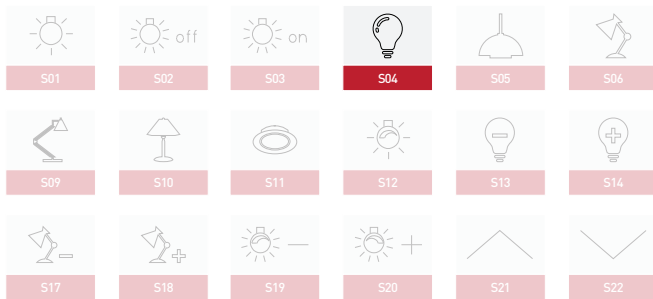 off
on
S01 S02 S03 S04 S05 S06
S09 S10 S11 S12 S13 S14
S17 S18 S19 S20 S21 S22